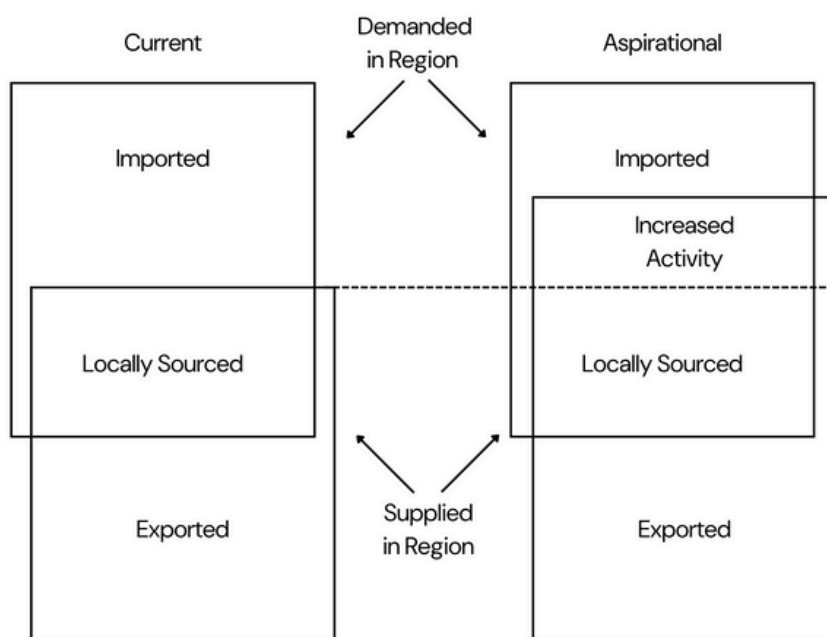 Current
Demanded
in Region
Aspirational
Imported
Imported
Increased
Activity
Locally Sourced
Locally Sourced
Supplied
in Region
Exported
Exported